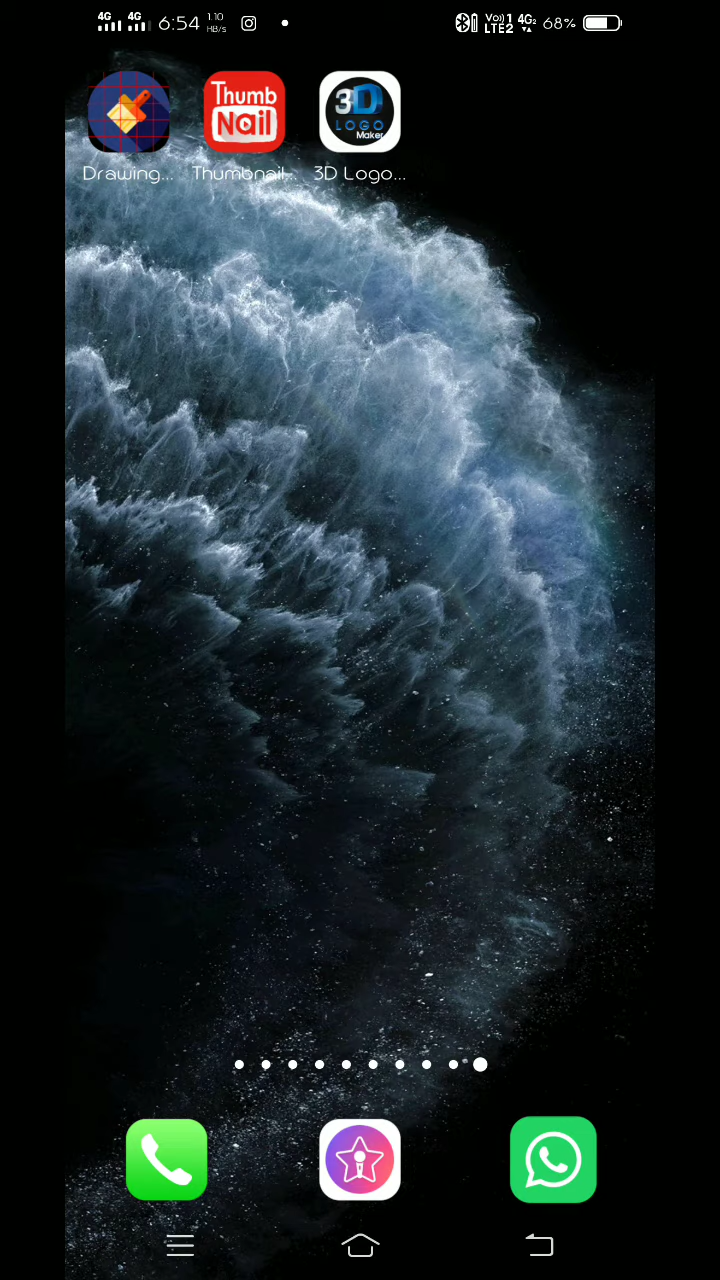 4G 4G 6:54 1.10 HB/s Vo)) 1 LTE2 4G2 68%
Thumb
Nail
3D
LOGO
Maker
Drawing... Thumbnail... 3D Logo...